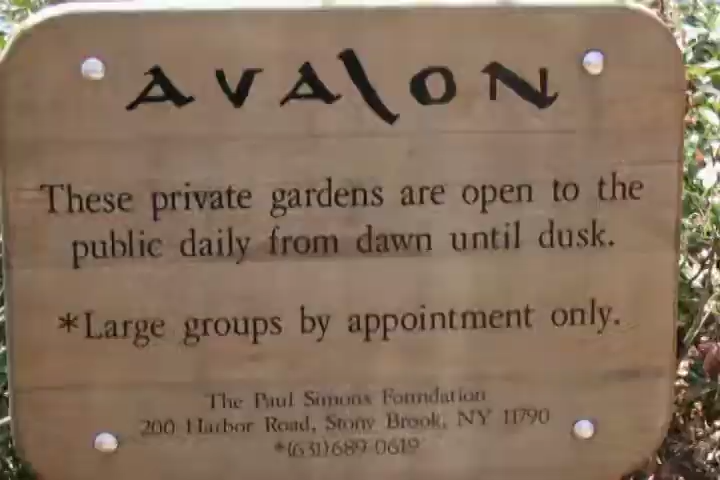 AVALON
These private gardens are open to the
public daily from dawn until dusk.
*Large groups by appointment only.
The Paul Simons Foundation
200 Harbor Road, Stony Brook, NY 11790
*(631)689-0619